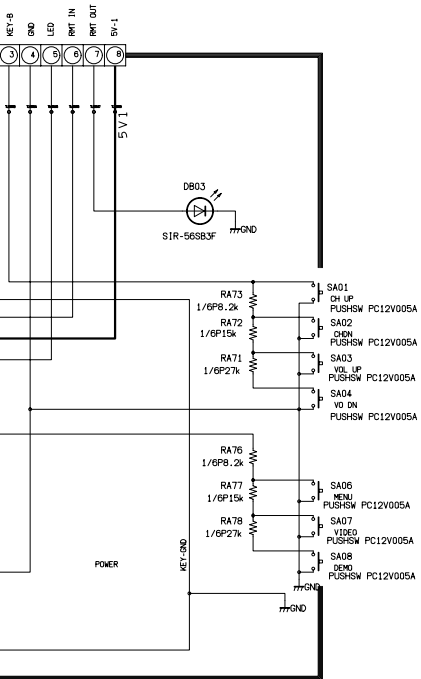 KEY-B
GND
LED
RMT IN
RMT OUT
5V-1
3
4
5
6
7
8
5V1
DB03
SIR-56SB3F
GND
RA73
1/6P8.2k
RA72
1/6P15k
RA71
1/6P27k
SA01
CH UP
PUSHSW PC12V005A
SA02
CHDN
PUSHSW PC12V005A
SA03
VOL UP
PUSHSW PC12V005A
SA04
VO DN
PUSHSW PC12V005A
RA76
1/6P8.2k
RA77
1/6P15k
RA78
1/6P27k
SA06
MENU
PUSHSW PC12V005A
SA07
VIDEO
PUSHSW PC12V005A
SA08
DEMO
PUSHSW PC12V005A
GND
POWER
KEY-GND
GND